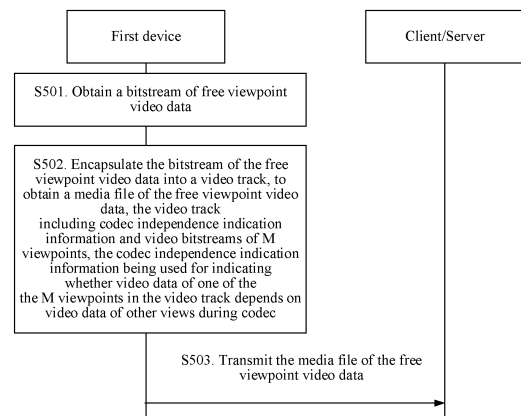 First device
Client/Server
S501. Obtain a bitstream of free viewpoint
video data
S502. Encapsulate the bitstream of the free
viewpoint video data into a video track, to
obtain a media file of the free viewpoint video
data, the video track
including codec independence indication
information and video bitstreams of M
viewpoints, the codec independence indication
information being used for indicating
whether video data of one of the
the M viewpoints in the video track depends on
video data of other views during codec
S503. Transmit the media file of the free
viewpoint video data